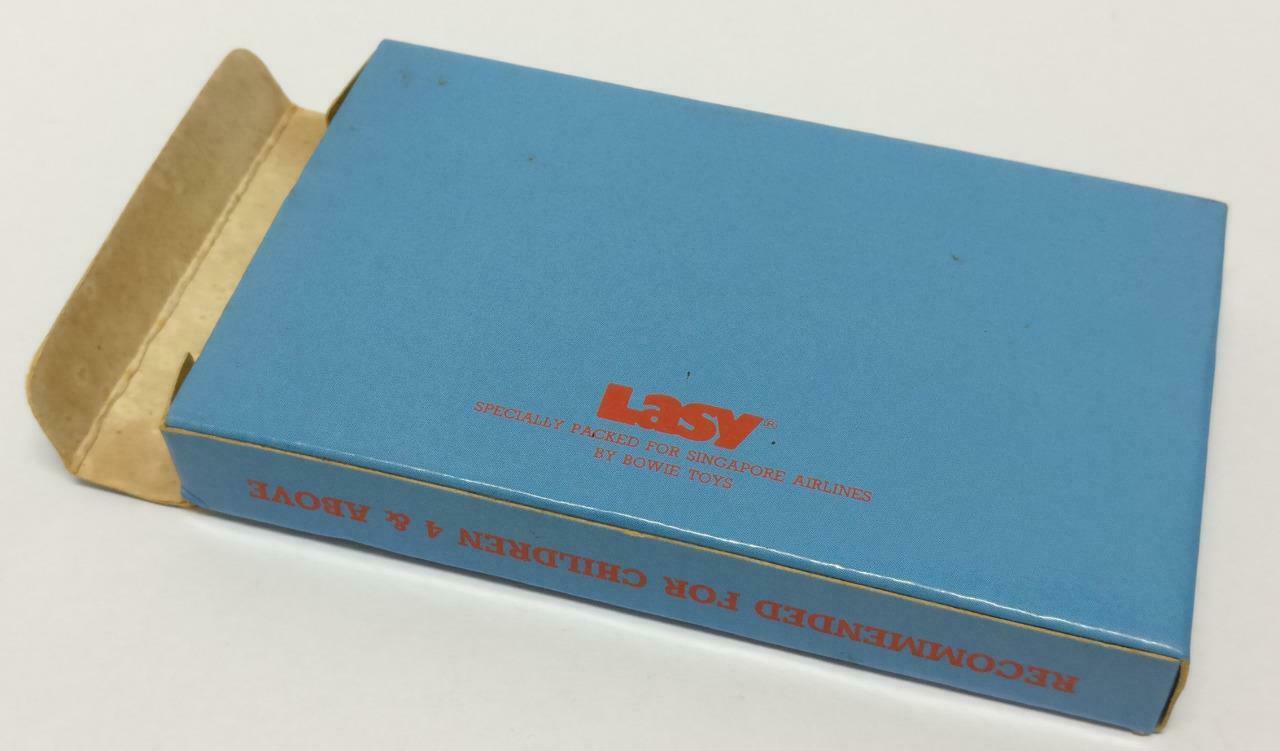 Lasy®
SPECIALLY PACKED FOR SINGAPORE AIRLINES
BY BOWIE TOYS
RECOMMENDED FOR CHILDREN 4 & ABOVE